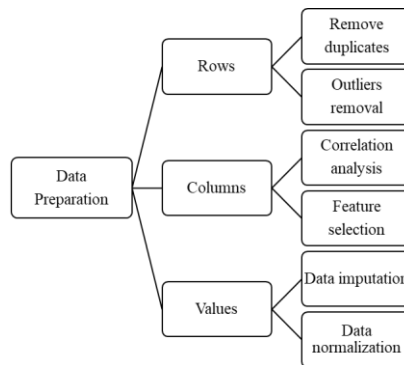 Remove
duplicates
Rows
Outliers
removal
Data
Preparation
Columns
Correlation
analysis
Feature
selection
Values
Data imputation
Data
normalization